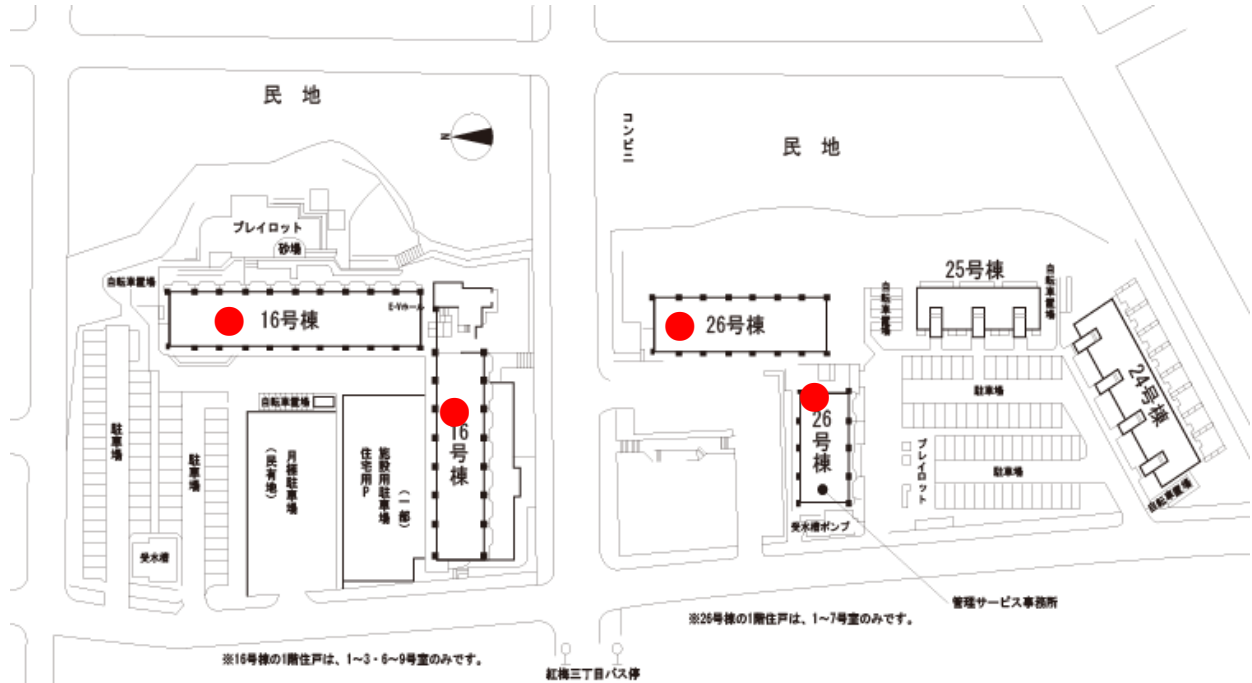 民 地
N
コンビニ
民 地
プレイロット
砂場
自転車置場
E-Vホール
16号棟
16号棟
自転車置場
駐車場
駐車場
月極駐車場
(民有地)
施設用駐車場
(一部)
住宅用P
受水槽
26号棟
26号棟
受水槽ポンプ
自転車置場
25号棟
自転車置場
24号棟
駐車場
駐車場
プレイロット
自転車置場
管理サービス事務所
※26号棟の1階住戸は、1~7号室のみです。
※16号棟の1階住戸は、1~3・6~9号室のみです。
紅梅三丁目バス停